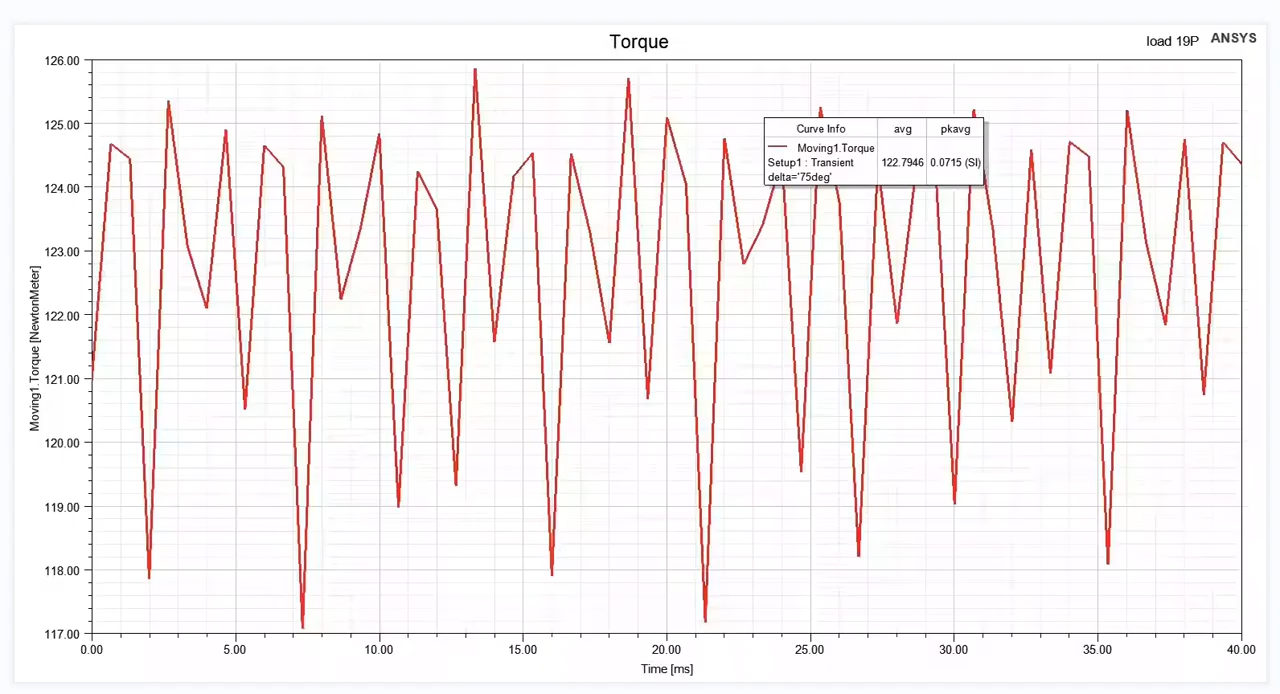 Torque
load 19P ANSYS
126.00
125.00
124.00
123.00
122.00
121.00
120.00
119.00
118.00
117.00
Moving1.Torque [NewtonMeter]
Curve Info avg pkavg
Moving1.Torque
Setup1 : Transient 122.7946 0.0715 (SI)
delta='75deg'
0.00 5.00 10.00 15.00 20.00 25.00 30.00 35.00 40.00
Time [ms]